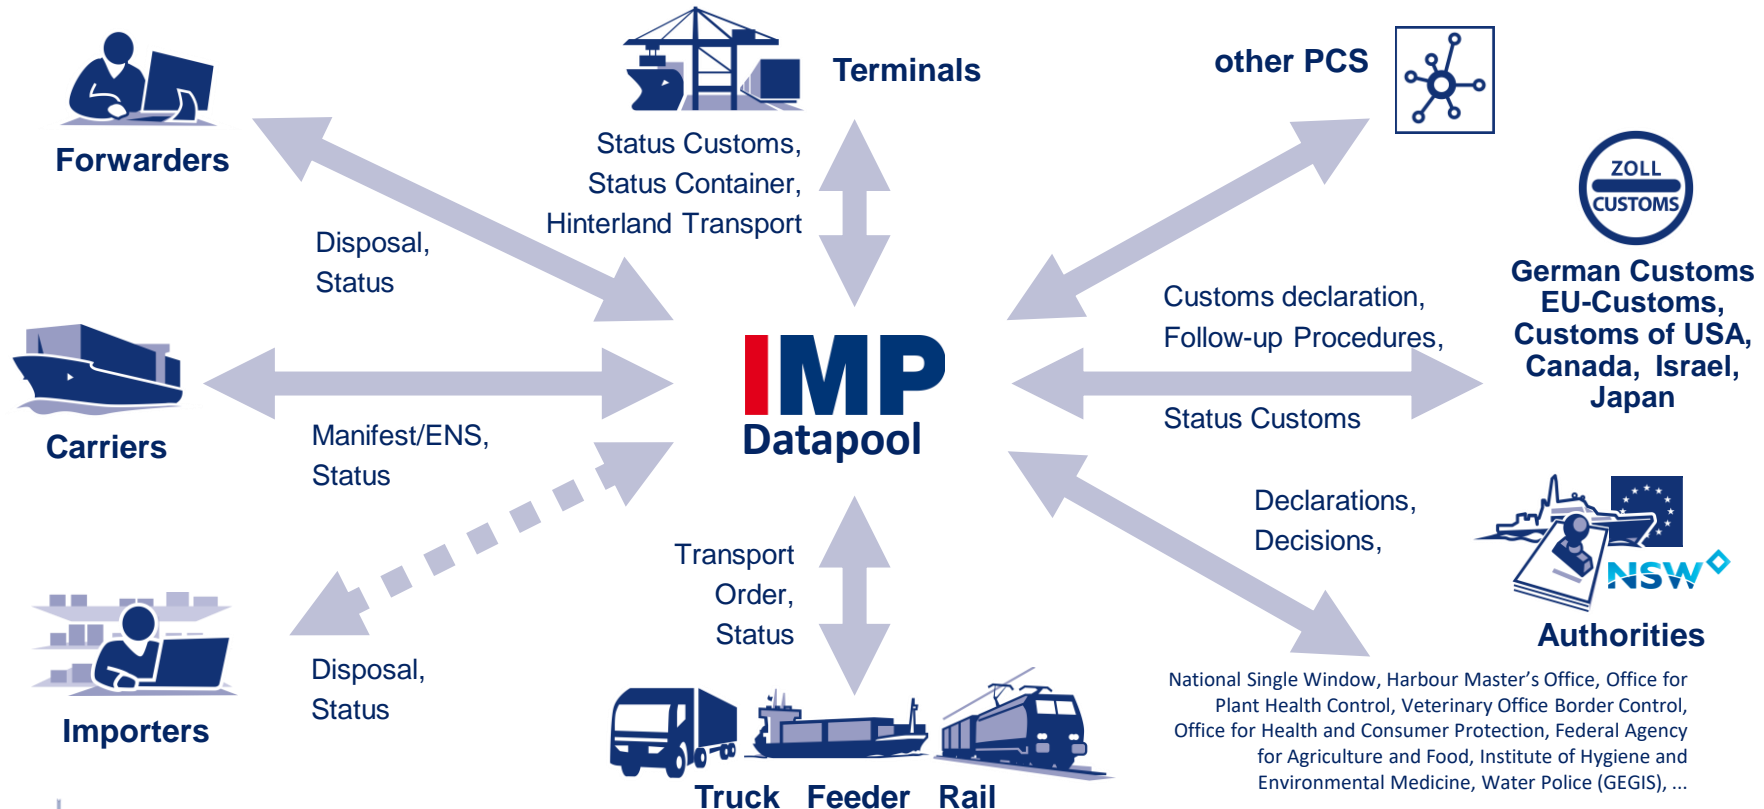 Terminals
other PCS
Forwarders
Status Customs,
Status Container,
Hinterland Transport
ZOLL
CUSTOMS
Disposal,
Status
German Customs
EU-Customs,
Customs of USA,
Canada, Israel,
Japan
Customs declaration,
Follow-up Procedures,
Status Customs
IMP
Datapool
Carriers
Manifest/ENS,
Status
Declarations,
Decisions,
NSW
Authorities
National Single Window, Harbour Master’s Office, Office for
Plant Health Control, Veterinary Office Border Control,
Office for Health and Consumer Protection, Federal Agency
for Agriculture and Food, Institute of Hygiene and
Environmental Medicine, Water Police (GEGIS), ...
Transport
Order,
Status
Importers
Disposal,
Status
Truck Feeder Rail